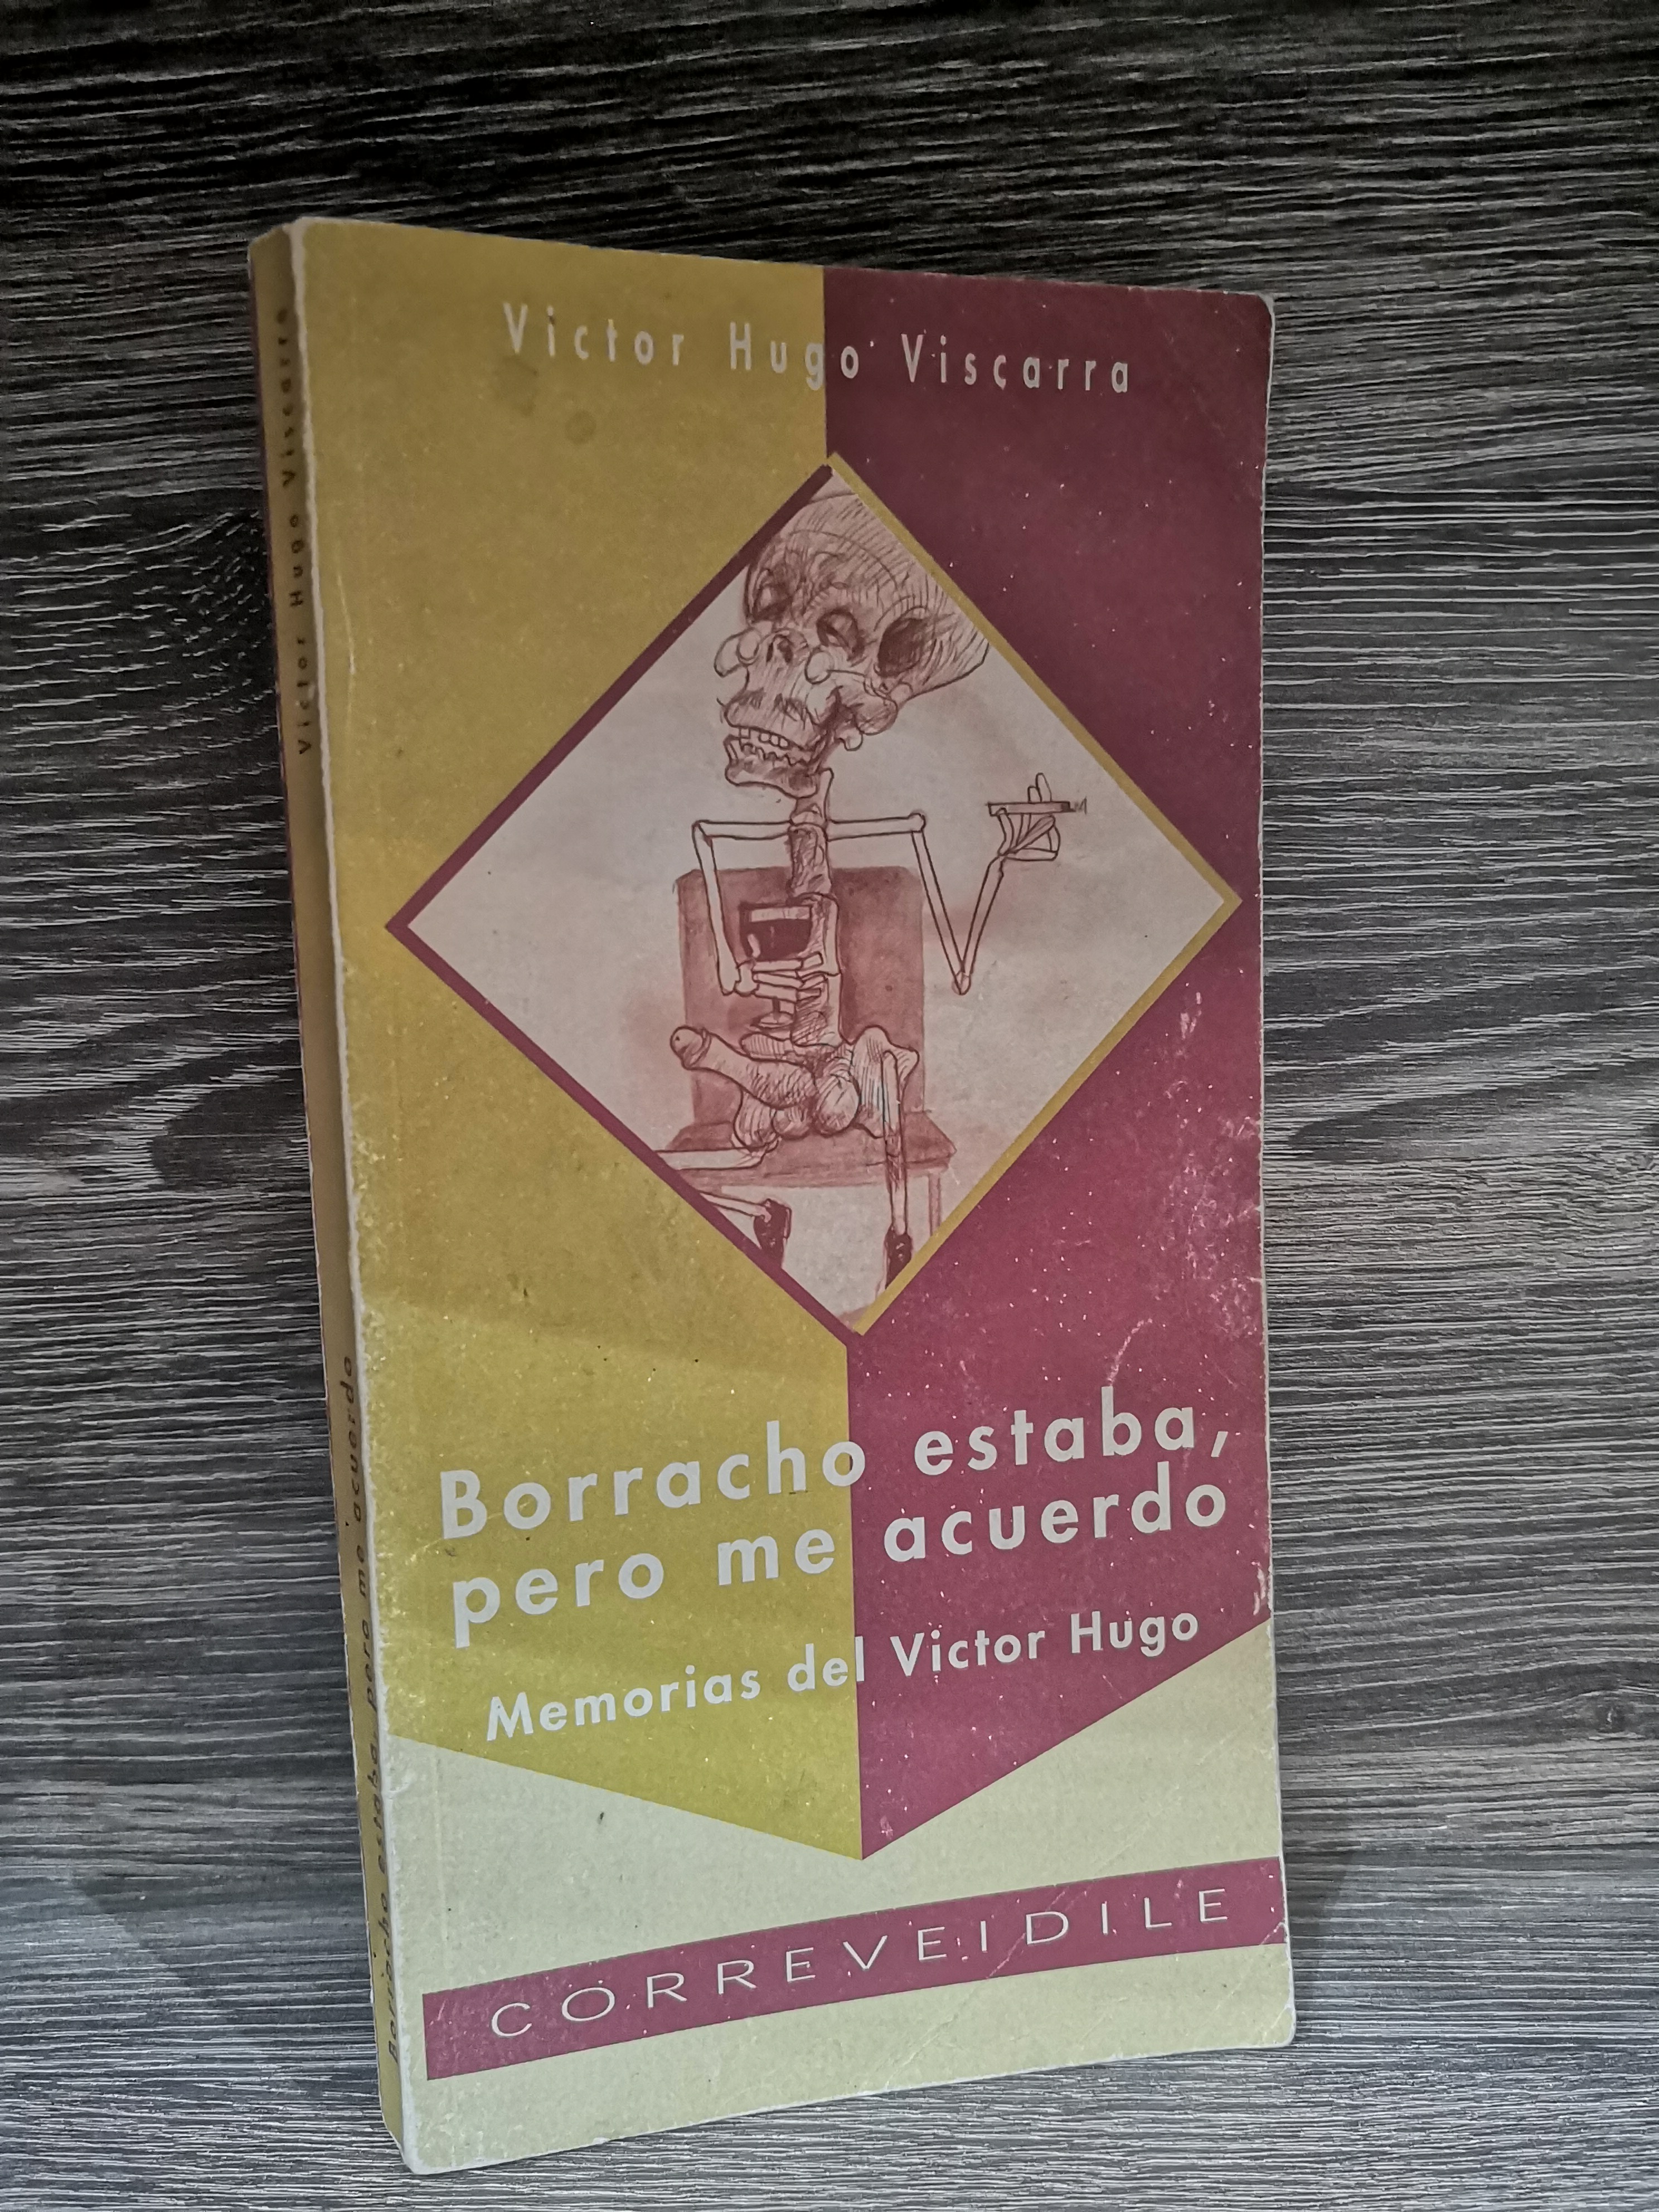 Victor Hugo Viscarra
Borracho estaba,
pero me acuerdo
Memorias del Victor Hugo
CORREVEIDILE
Victor Hugo Viscarra
Borracho estaba, pero me acuerdo